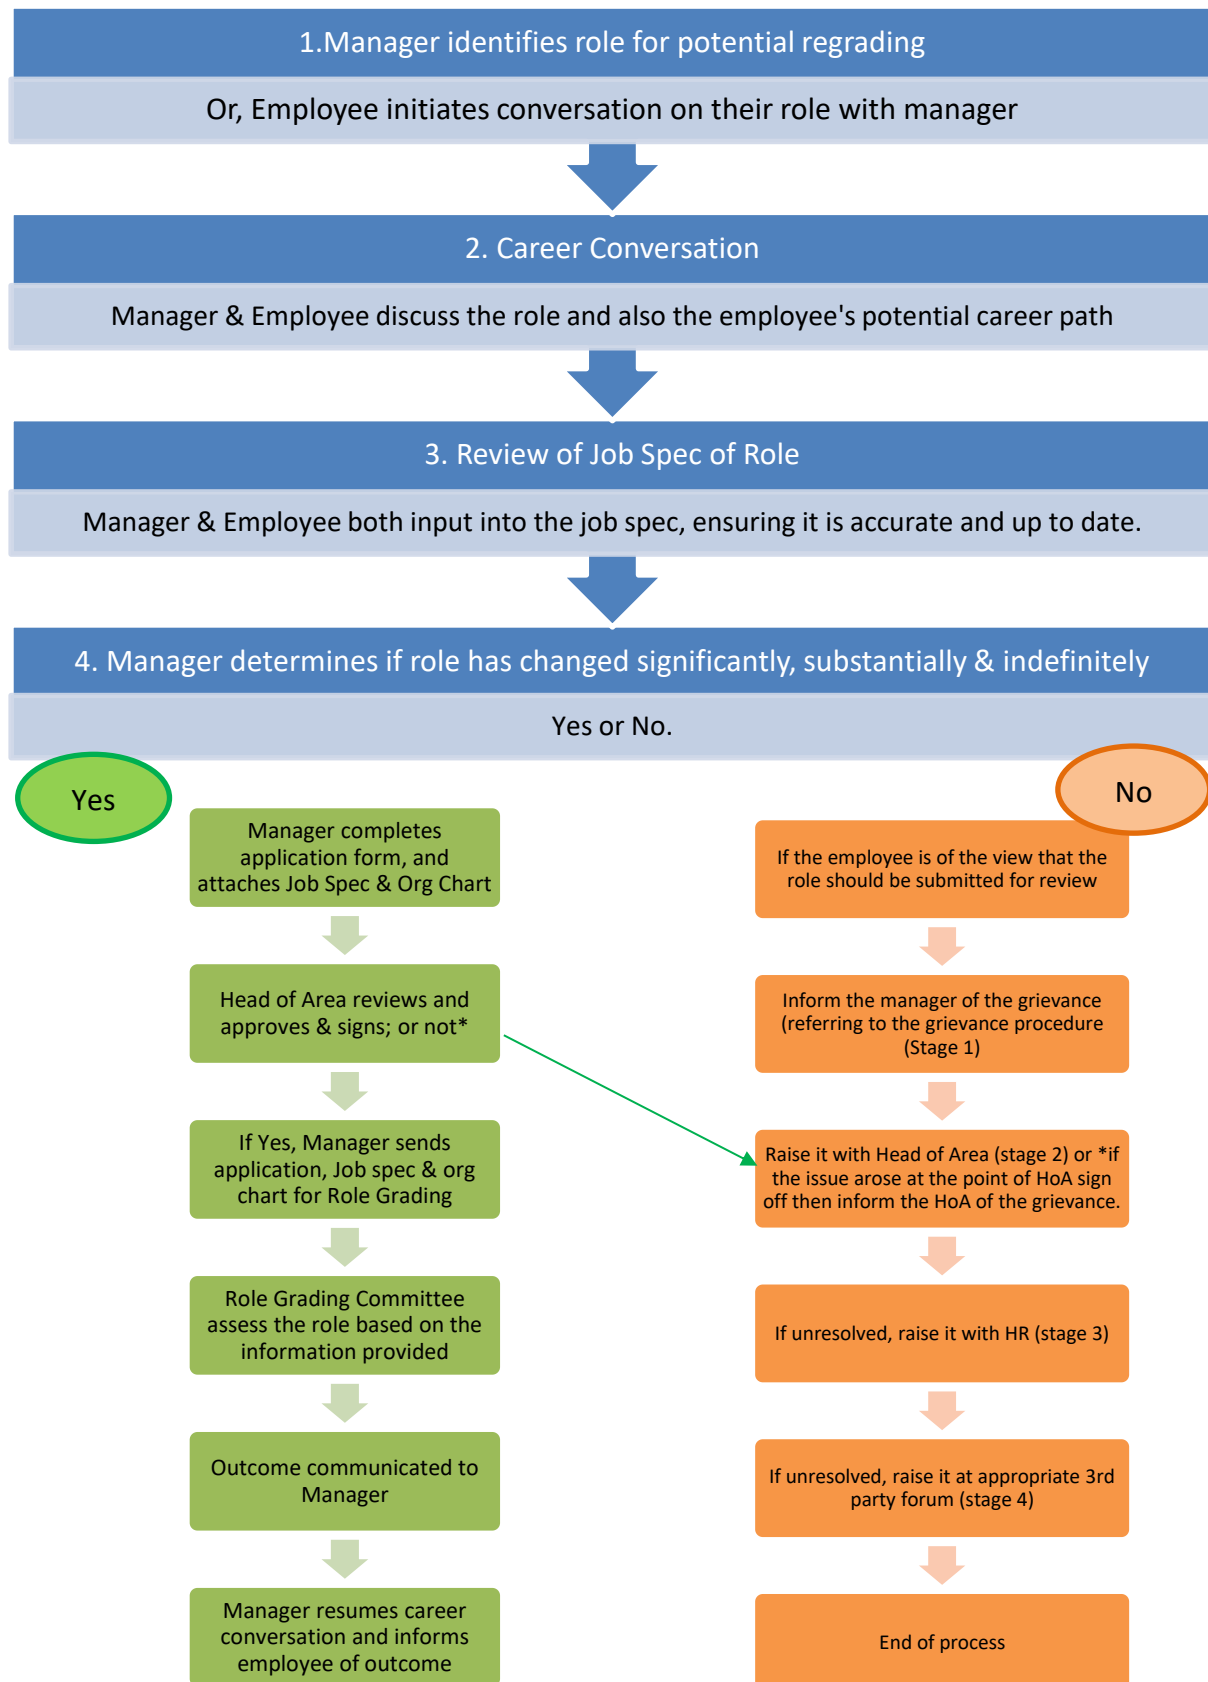 1.Manager identifies role for potential regrading
Or, Employee initiates conversation on their role with manager
2. Career Conversation
Manager & Employee discuss the role and also the employee's potential career path
3. Review of Job Spec of Role
Manager & Employee both input into the job spec, ensuring it is accurate and up to date.
4. Manager determines if role has changed significantly, substantially & indefinitely
Yes or No.
Yes
Manager completes
application form, and
attaches Job Spec & Org Chart
Head of Area reviews and
approves & signs; or not*
If Yes, Manager sends
application, Job spec & org
chart for Role Grading
Role Grading Committee
assess the role based on the
information provided
Outcome communicated to
Manager
Manager resumes career
conversation and informs
employee of outcome
No
If the employee is of the view that the
role should be submitted for review
Inform the manager of the grievance
(referring to the grievance procedure
(Stage 1)
Raise it with Head of Area (stage 2) or *if
the issue arose at the point of HoA sign
off then inform the HoA of the grievance.
If unresolved, raise it with HR (stage 3)
If unresolved, raise it at appropriate 3rd
party forum (stage 4)
End of process